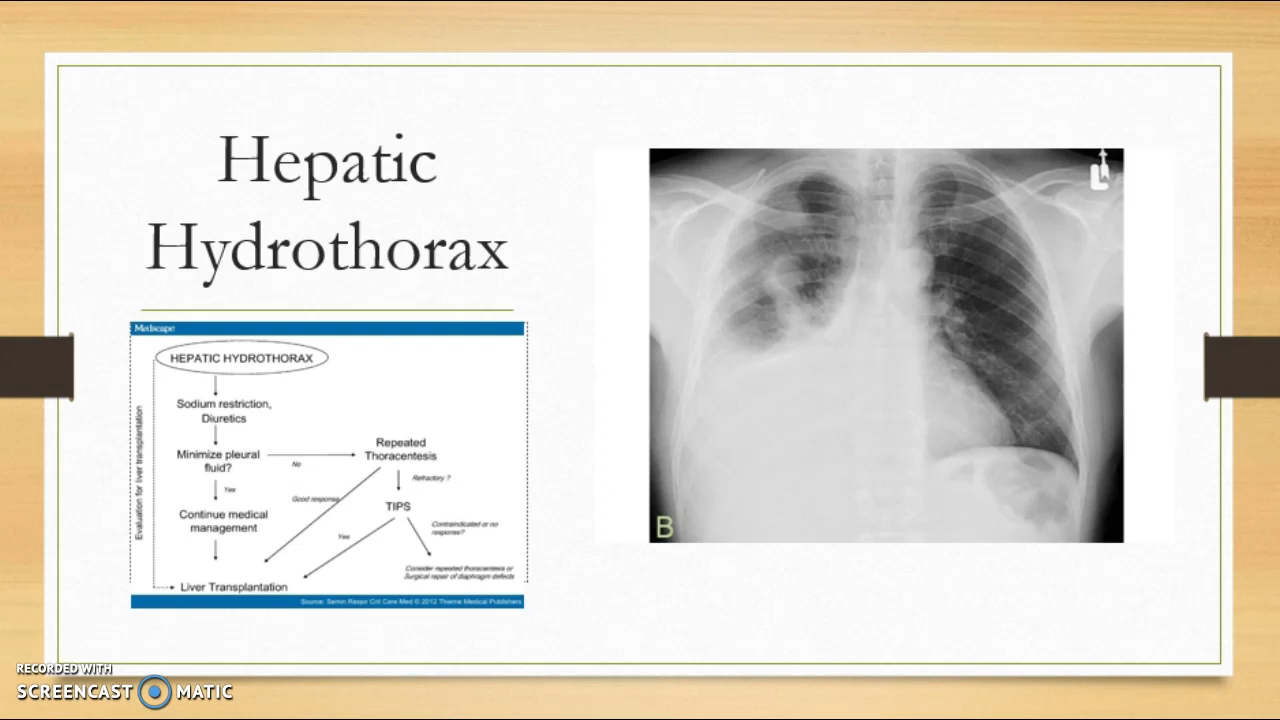 Hepatic
Hydrothorax
Medscape
HEPATIC HYDROTHORAX
Sodium restriction,
Diuretics
Minimize pleural
fluid?
No
Repeated
Thoracentesis
Yes
Good response
Refractory ?
Continue medical
management
TIPS
Yes
Contraindicated or no
response?
Consider repeated thoracentesis or
Surgical repair of diaphragm defects
Evaluation for liver transplantation
Liver Transplantation
Source: Semin Respir Crit Care Med © 2012 Thieme Medical Publishers
L
B
RECORDED WITH
SCREENCAST MATIC